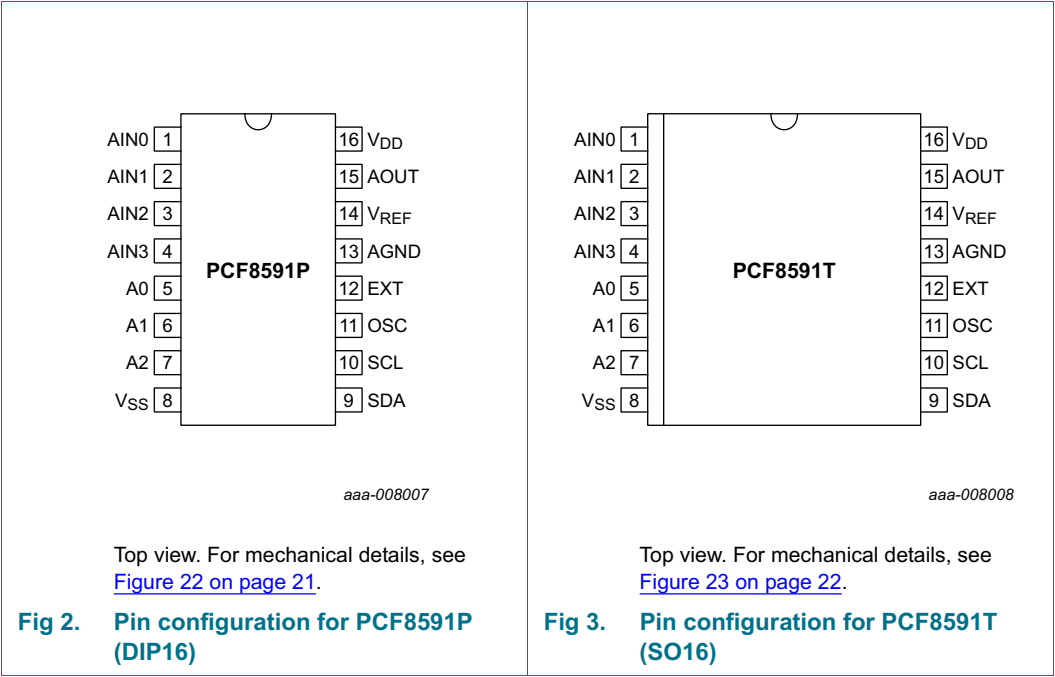 AIN0 1
16 VDD
AIN1 2
15 AOUT
AIN2 3
14 VREF
AIN3 4
13 AGND
PCF8591P
A0 5
12 EXT
A1 6
11 OSC
A2 7
10 SCL
VSS 8
9 SDA
aaa-008007
Top view. For mechanical details, see
Figure 22 on page 21.
Fig 2. Pin configuration for PCF8591P
(DIP16)
AIN0 1
16 VDD
AIN1 2
15 AOUT
AIN2 3
14 VREF
AIN3 4
13 AGND
PCF8591T
A0 5
12 EXT
A1 6
11 OSC
A2 7
10 SCL
VSS 8
9 SDA
aaa-008008
Top view. For mechanical details, see
Figure 23 on page 22.
Fig 3. Pin configuration for PCF8591T
(SO16)